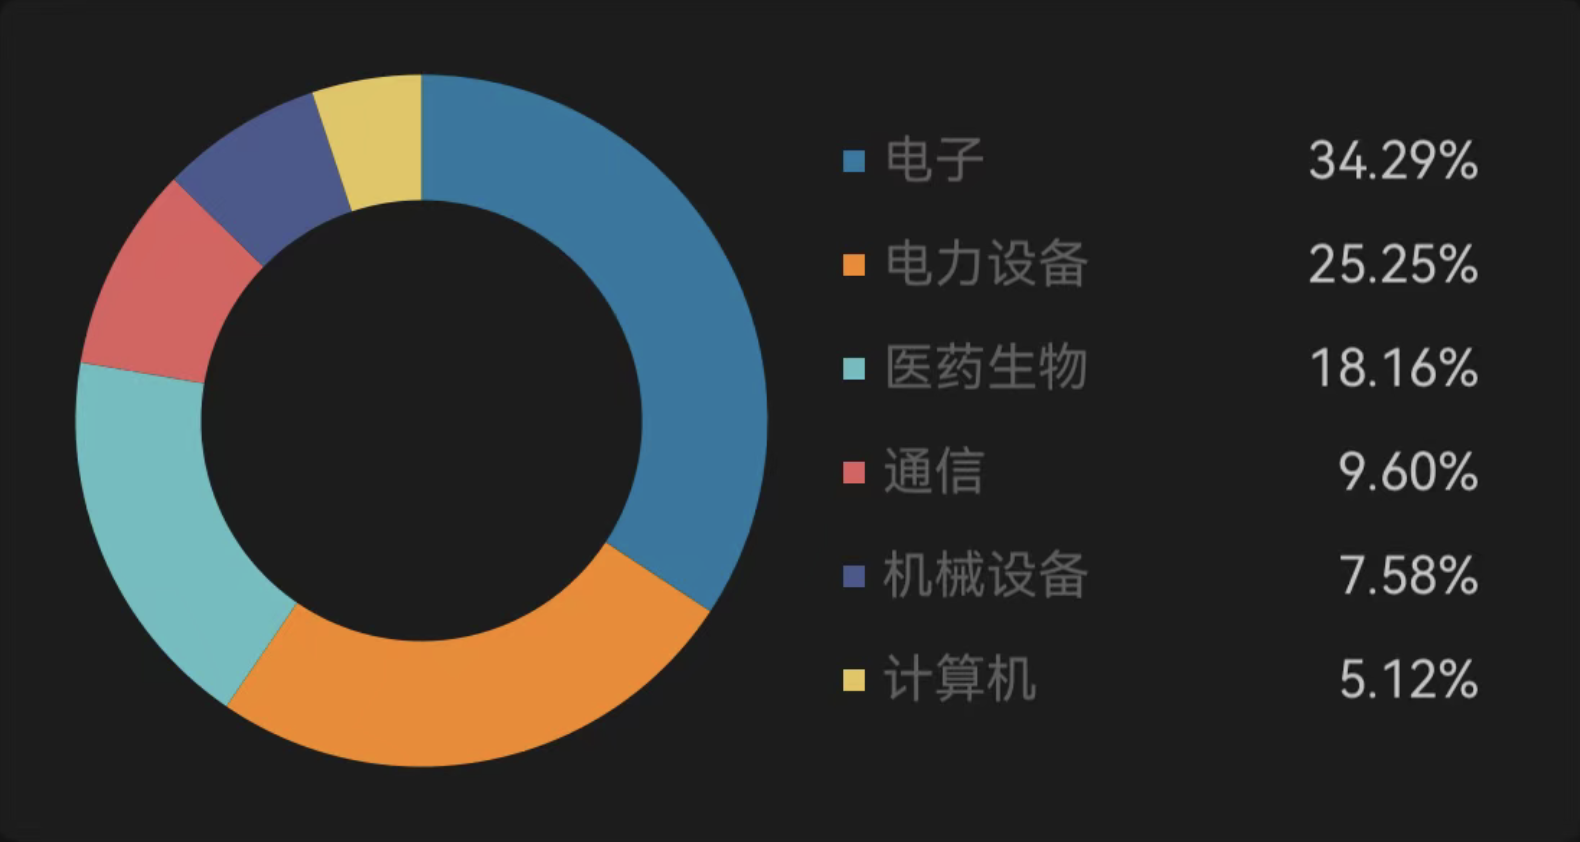 电子 34.29%
电力设备 25.25%
医药生物 18.16%
通信 9.60%
机械设备 7.58%
计算机 5.12%